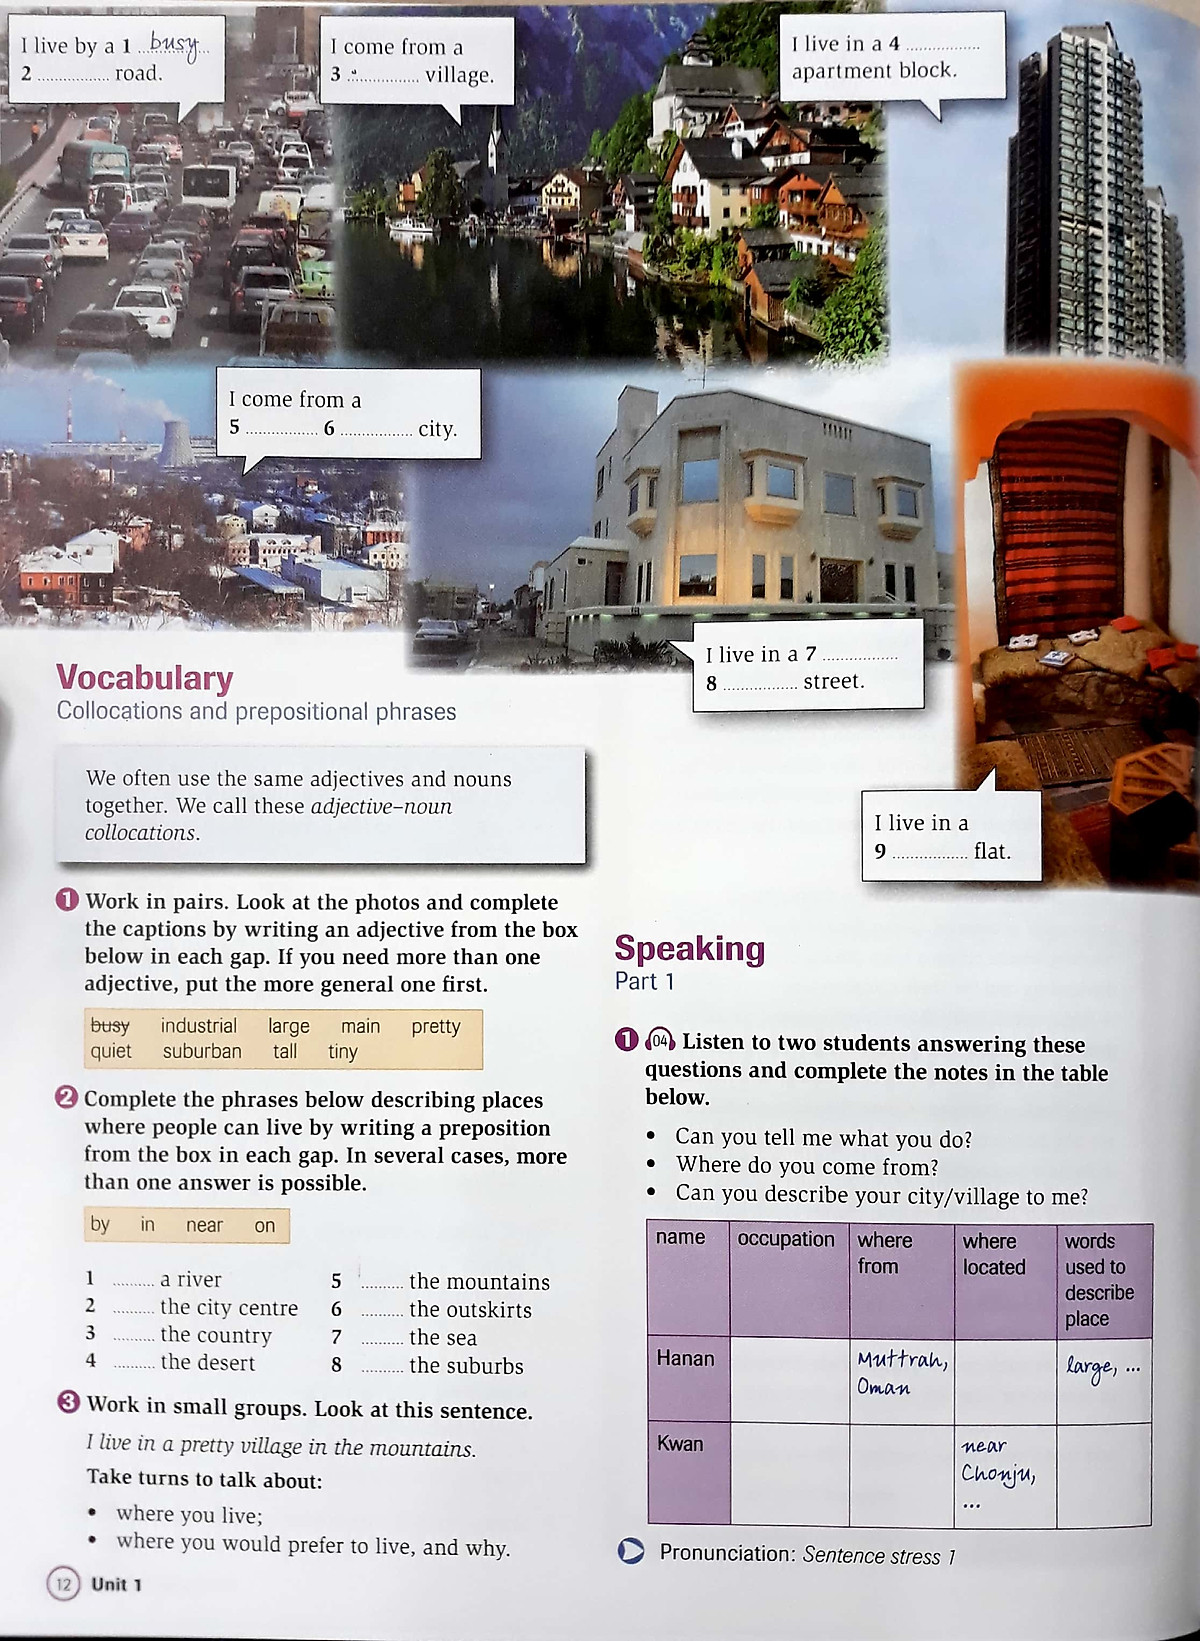 I live by a 1 busy
2 ................ road.
I come from a
3 ................ village.
I live in a 4 ................
apartment block.
I come from a
5 ................ 6 ................ city.
I live in a 7 ................
8 ................ street.
I live in a
9 ................ flat.
Vocabulary
Collocations and prepositional phrases
We often use the same adjectives and nouns
together. We call these adjective–noun
collocations.
1 Work in pairs. Look at the photos and complete
the captions by writing an adjective from the box
below in each gap. If you need more than one
adjective, put the more general one first.
busy industrial large main pretty
quiet suburban tall tiny
2 Complete the phrases below describing places
where people can live by writing a preposition
from the box in each gap. In several cases, more
than one answer is possible.
by in near on
1 .......... a river
2 .......... the city centre
3 .......... the country
4 .......... the desert
5 .......... the mountains
6 .......... the outskirts
7 .......... the sea
8 .......... the suburbs
3 Work in small groups. Look at this sentence.
I live in a pretty village in the mountains.
Take turns to talk about:
• where you live;
• where you would prefer to live, and why.
12 Unit 1
Speaking
Part 1
1 04 Listen to two students answering these
questions and complete the notes in the table
below.
• Can you tell me what you do?
• Where do you come from?
• Can you describe your city/village to me?
name occupation where from where located words used to describe place
Hanan Muttrah, Oman large, ...
Kwan near Chonju, ...
Pronunciation: Sentence stress 1